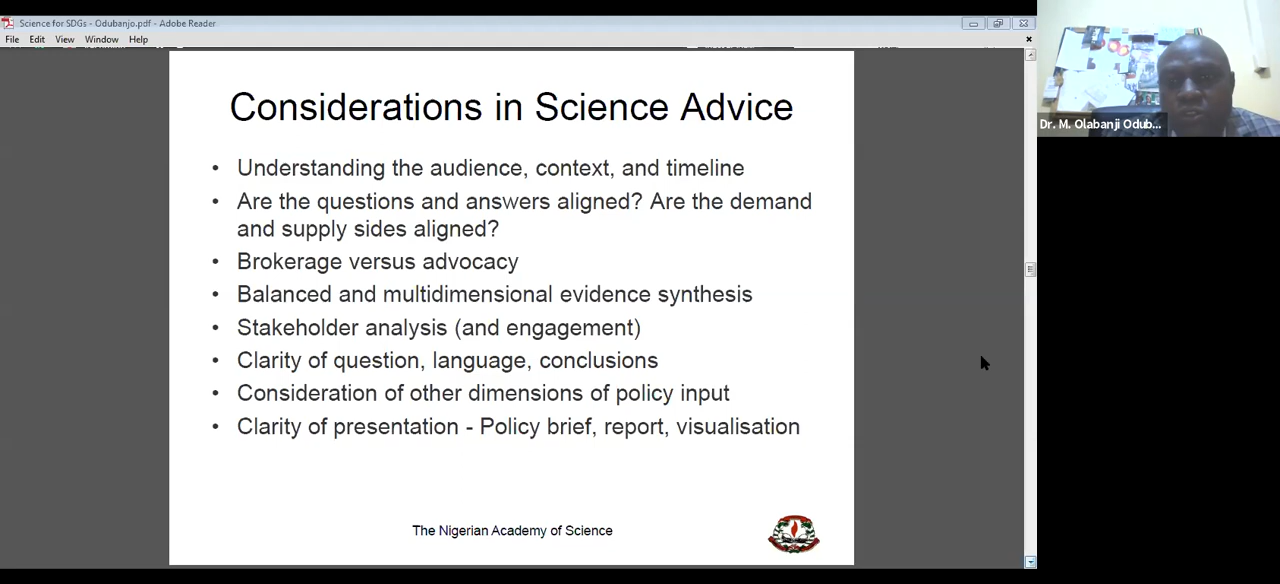 Science for SDGs - Odubanjo.pdf - Adobe Reader
File Edit View Window Help
Considerations in Science Advice
• Understanding the audience, context, and timeline
• Are the questions and answers aligned? Are the demand
and supply sides aligned?
• Brokerage versus advocacy
• Balanced and multidimensional evidence synthesis
• Stakeholder analysis (and engagement)
• Clarity of question, language, conclusions
• Consideration of other dimensions of policy input
• Clarity of presentation - Policy brief, report, visualisation
The Nigerian Academy of Science
Dr. M. Olabanji Odub...